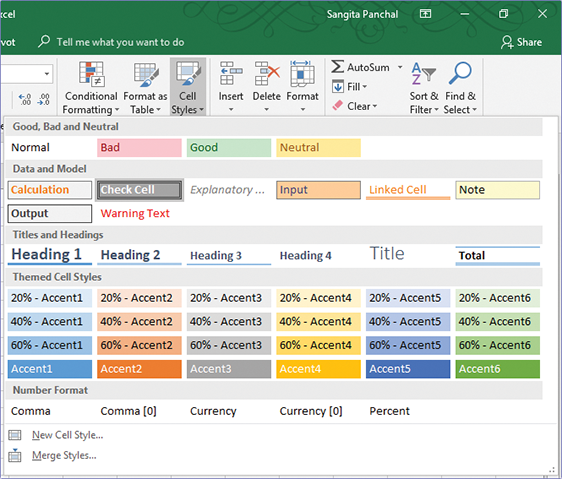 xcel Sangita Panchal
vot Tell me what you want to do Share
Conditional Format as Cell Insert Delete Format AutoSum Sort & Find &
Formatting Table Styles Fill Filter Select
Clear
Good, Bad and Neutral
Normal Bad Good Neutral
Data and Model
Calculation Check Cell Explanatory ... Input Linked Cell Note
Output Warning Text
Titles and Headings
Heading 1 Heading 2 Heading 3 Heading 4 Title Total
Themed Cell Styles
20% - Accent1 20% - Accent2 20% - Accent3 20% - Accent4 20% - Accent5 20% - Accent6
40% - Accent1 40% - Accent2 40% - Accent3 40% - Accent4 40% - Accent5 40% - Accent6
60% - Accent1 60% - Accent2 60% - Accent3 60% - Accent4 60% - Accent5 60% - Accent6
Accent1 Accent2 Accent3 Accent4 Accent5 Accent6
Number Format
Comma Comma [0] Currency Currency [0] Percent
New Cell Style...
Merge Styles...